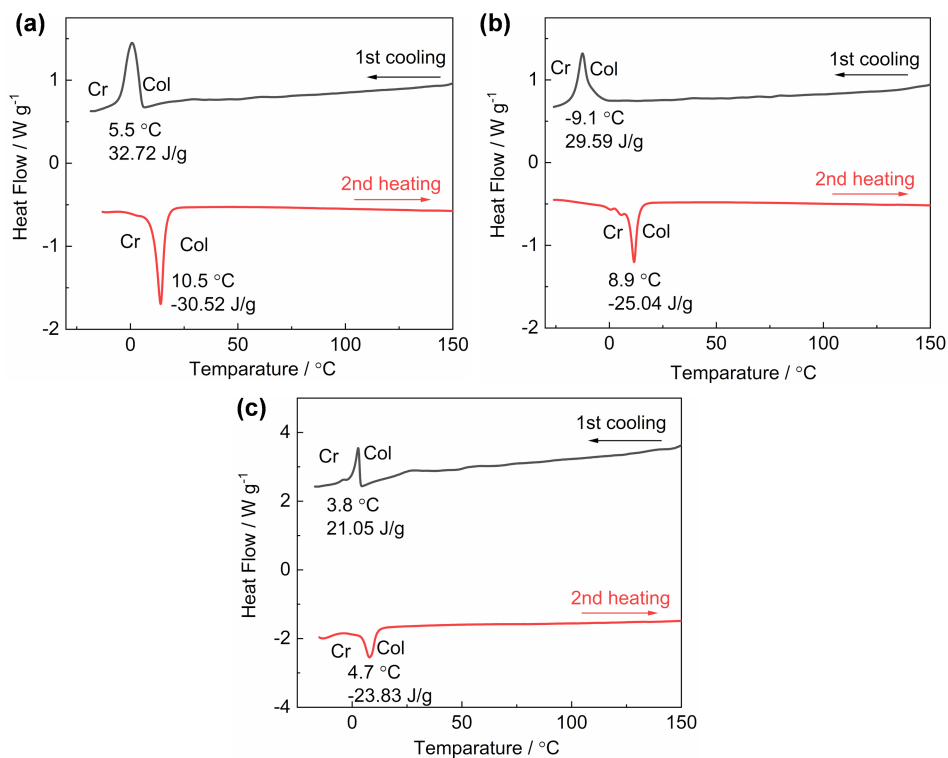 (a)
1st cooling
Cr
Col
5.5 °C
32.72 J/g
2nd heating
Cr
Col
10.5 °C
-30.52 J/g
1
0
-1
-2
0
50
100
150
Heat Flow / W g⁻¹
Temparature / °C
(b)
1st cooling
Cr
Col
-9.1 °C
29.59 J/g
2nd heating
Cr
Col
8.9 °C
-25.04 J/g
1
0
-1
-2
0
50
100
150
Heat Flow / W g⁻¹
Temparature / °C
(c)
1st cooling
Cr
Col
3.8 °C
21.05 J/g
2nd heating
Cr
Col
4.7 °C
-23.83 J/g
4
2
0
-2
-4
0
50
100
150
Heat Flow / W g⁻¹
Temparature / °C